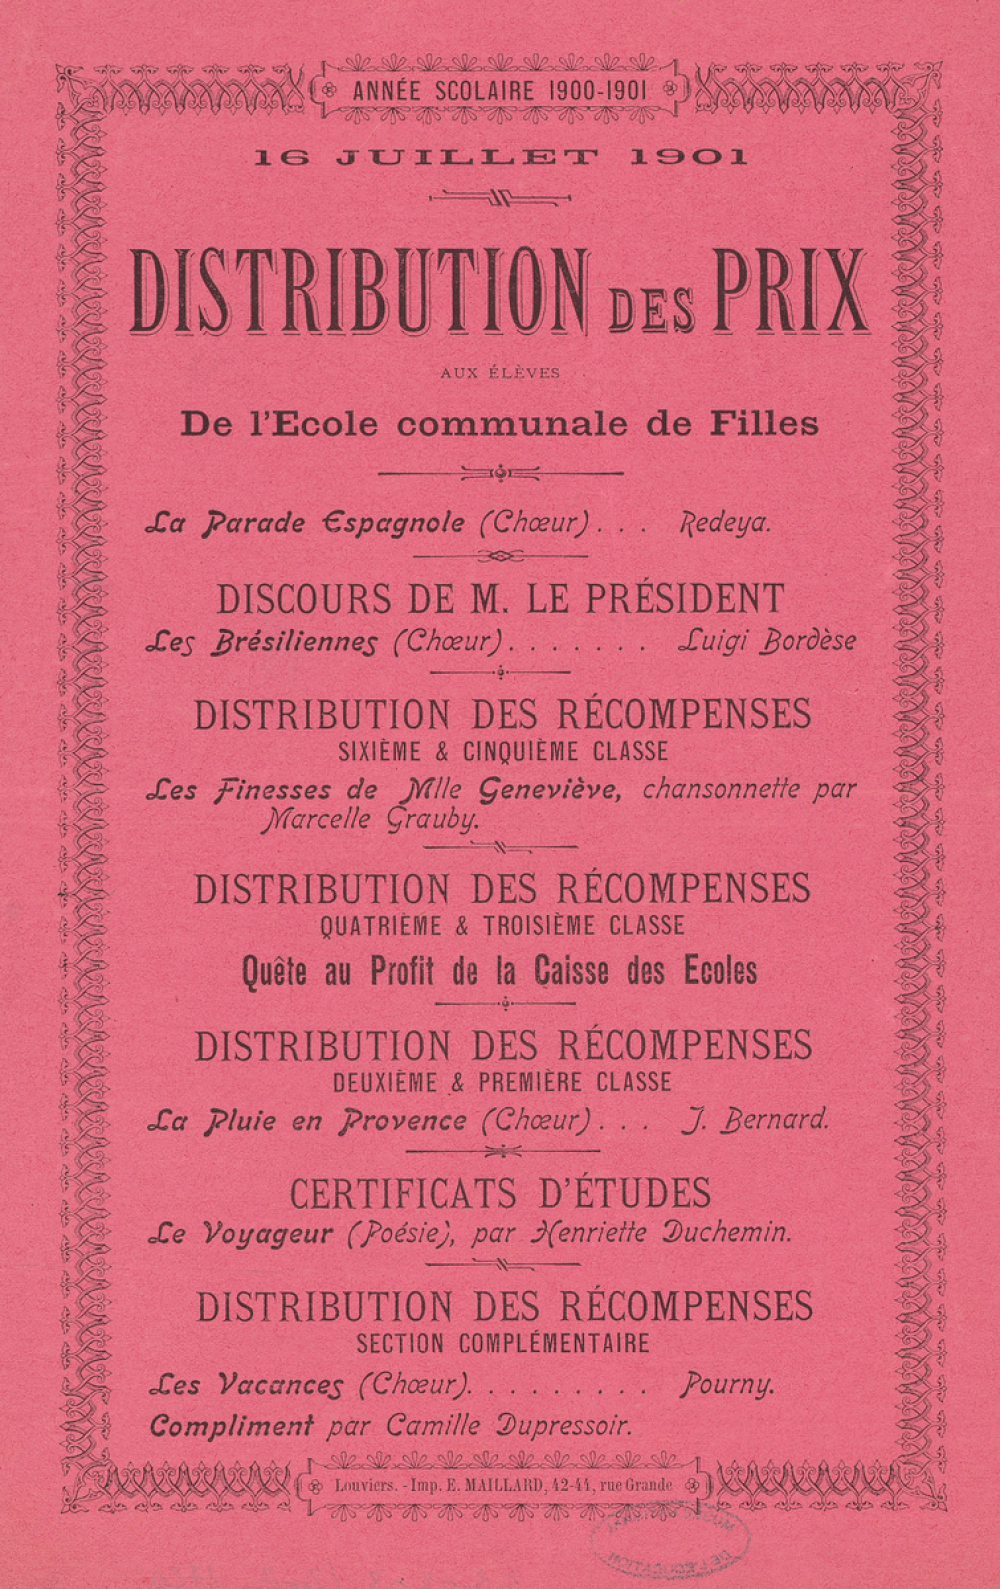 ANNÉE SCOLAIRE 1900-1901
16 JUILLET 1901
DISTRIBUTION DES PRIX
AUX ÉLÈVES
De l'Ecole communale de Filles
La Parade Espagnole (Chœur) . . . Redeya.
DISCOURS DE M. LE PRÉSIDENT
Les Brésiliennes (Chœur) . . . . . . . Luigi Bordèse
DISTRIBUTION DES RÉCOMPENSES
SIXIÈME & CINQUIÈME CLASSE
Les Finesses de Mlle Geneviève, chansonnette par
Marcelle Grauby.
DISTRIBUTION DES RÉCOMPENSES
QUATRIÈME & TROISIÈME CLASSE
Quête au Profit de la Caisse des Ecoles
DISTRIBUTION DES RÉCOMPENSES
DEUXIÈME & PREMIÈRE CLASSE
La Pluie en Provence (Chœur) . . . J. Bernard.
CERTIFICATS D'ÉTUDES
Le Voyageur (Poésie), par Henriette Duchemin.
DISTRIBUTION DES RÉCOMPENSES
SECTION COMPLÉMENTAIRE
Les Vacances (Chœur). . . . . . . . . . Pourny.
Compliment par Camille Dupressoir.
Louviers. - Imp. E. MAILLARD, 42-44, rue Grande